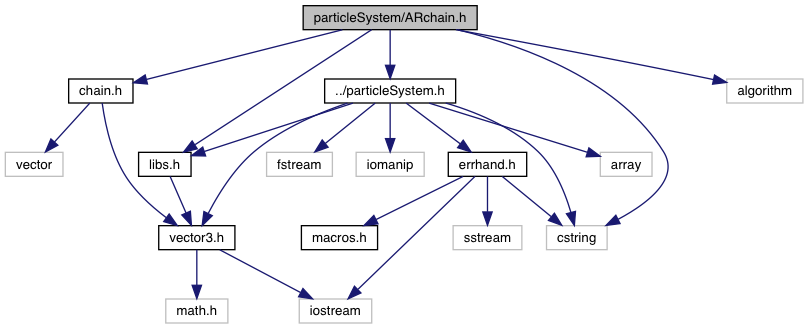 particleSystem/ARchain.h
chain.h
../particleSystem.h
algorithm
vector
libs.h
fstream
iomanip
errhand.h
array
vector3.h
macros.h
sstream
cstring
math.h
iostream